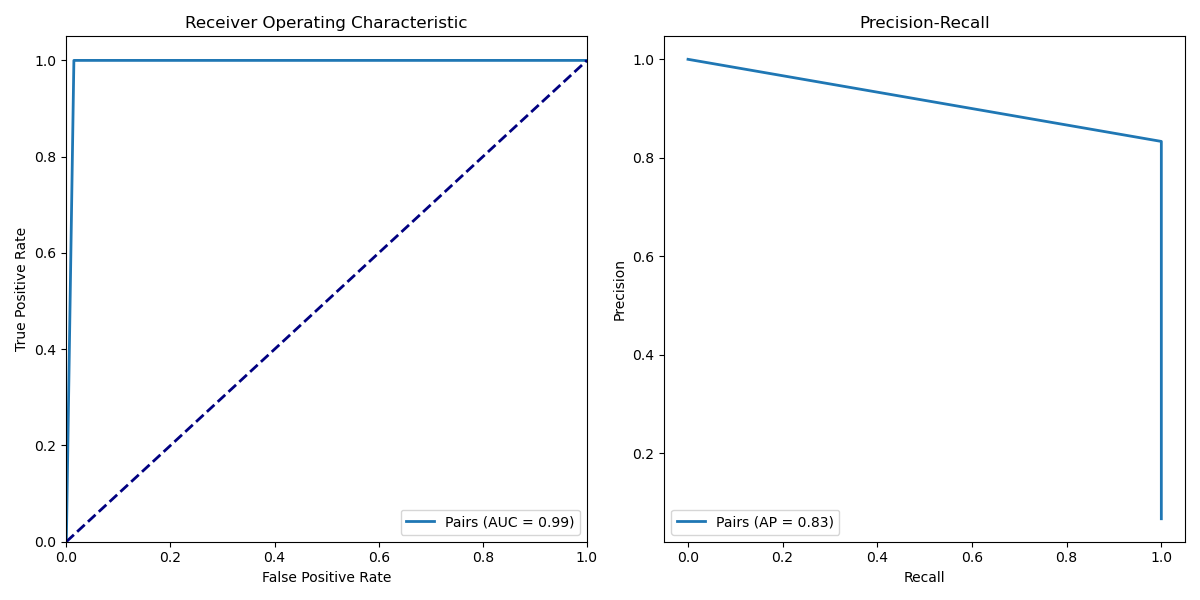 Receiver Operating Characteristic
1.0
0.8
0.6
0.4
0.2
0.0
True Positive Rate
0.0 0.2 0.4 0.6 0.8 1.0
False Positive Rate
Pairs (AUC = 0.99)
Precision-Recall
1.0
0.8
0.6
0.4
0.2
Precision
0.0 0.2 0.4 0.6 0.8 1.0
Recall
Pairs (AP = 0.83)